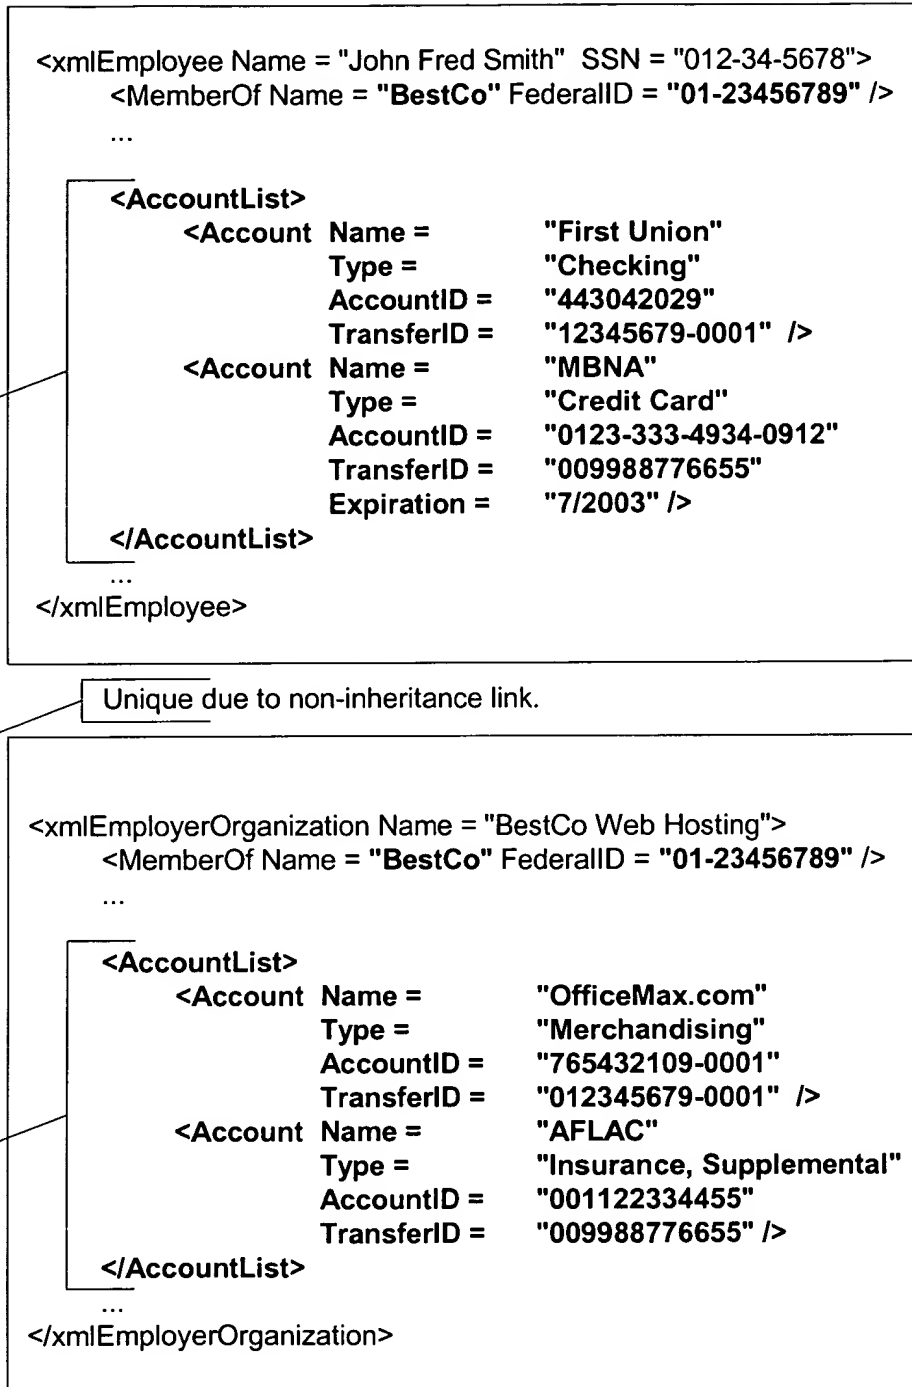 <xmlEmployee Name = "John Fred Smith"  SSN = "012-34-5678">
<MemberOf Name = "BestCo" FederalID = "01-23456789" />
...
<AccountList>
<Account Name = "First Union"
Type = "Checking"
AccountID = "443042029"
TransferID = "12345679-0001" />
<Account Name = "MBNA"
Type = "Credit Card"
AccountID = "0123-333-4934-0912"
TransferID = "009988776655"
Expiration = "7/2003" />
</AccountList>
...
</xmlEmployee>
Unique due to non-inheritance link.
<xmlEmployerOrganization Name = "BestCo Web Hosting">
<MemberOf Name = "BestCo" FederalID = "01-23456789" />
...
<AccountList>
<Account Name = "OfficeMax.com"
Type = "Merchandising"
AccountID = "765432109-0001"
TransferID = "012345679-0001" />
<Account Name = "AFLAC"
Type = "Insurance, Supplemental"
AccountID = "001122334455"
TransferID = "009988776655" />
</AccountList>
...
</xmlEmployerOrganization>